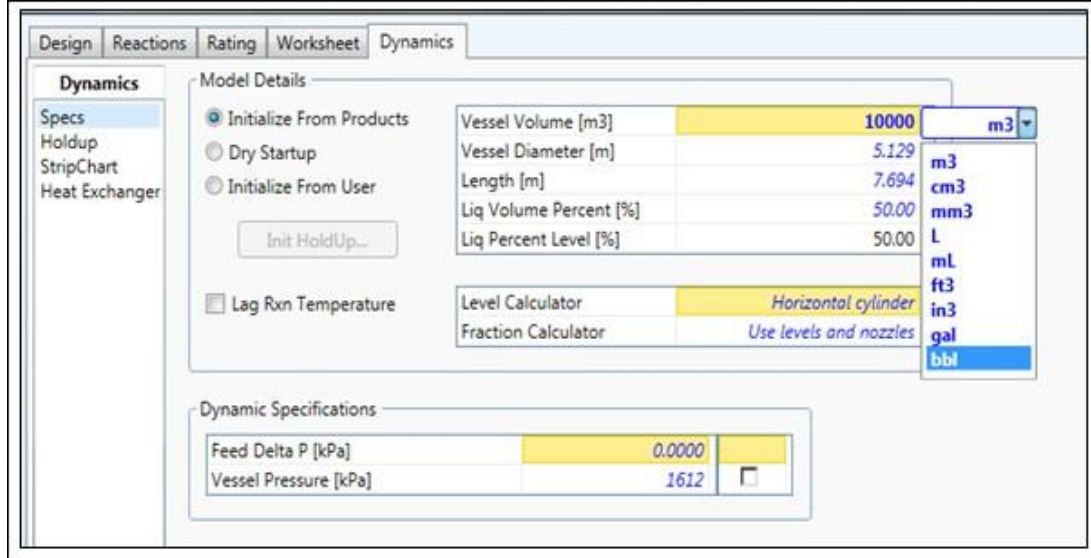 Design Reactions Rating Worksheet Dynamics
Dynamics
Specs
Holdup
StripChart
Heat Exchanger
Model Details
Initialize From Products
Dry Startup
Initialize From User
Init HoldUp...
Lag Rxn Temperature
Vessel Volume [m3] 10000 m3
Vessel Diameter [m] 5.129
Length [m] 7.694
Liq Volume Percent [%] 50.00
Liq Percent Level [%] 50.00
Level Calculator Horizontal cylinder
Fraction Calculator Use levels and nozzles
m3
cm3
mm3
L
mL
ft3
in3
gal
bbl
Dynamic Specifications
Feed Delta P [kPa] 0.0000
Vessel Pressure [kPa] 1612